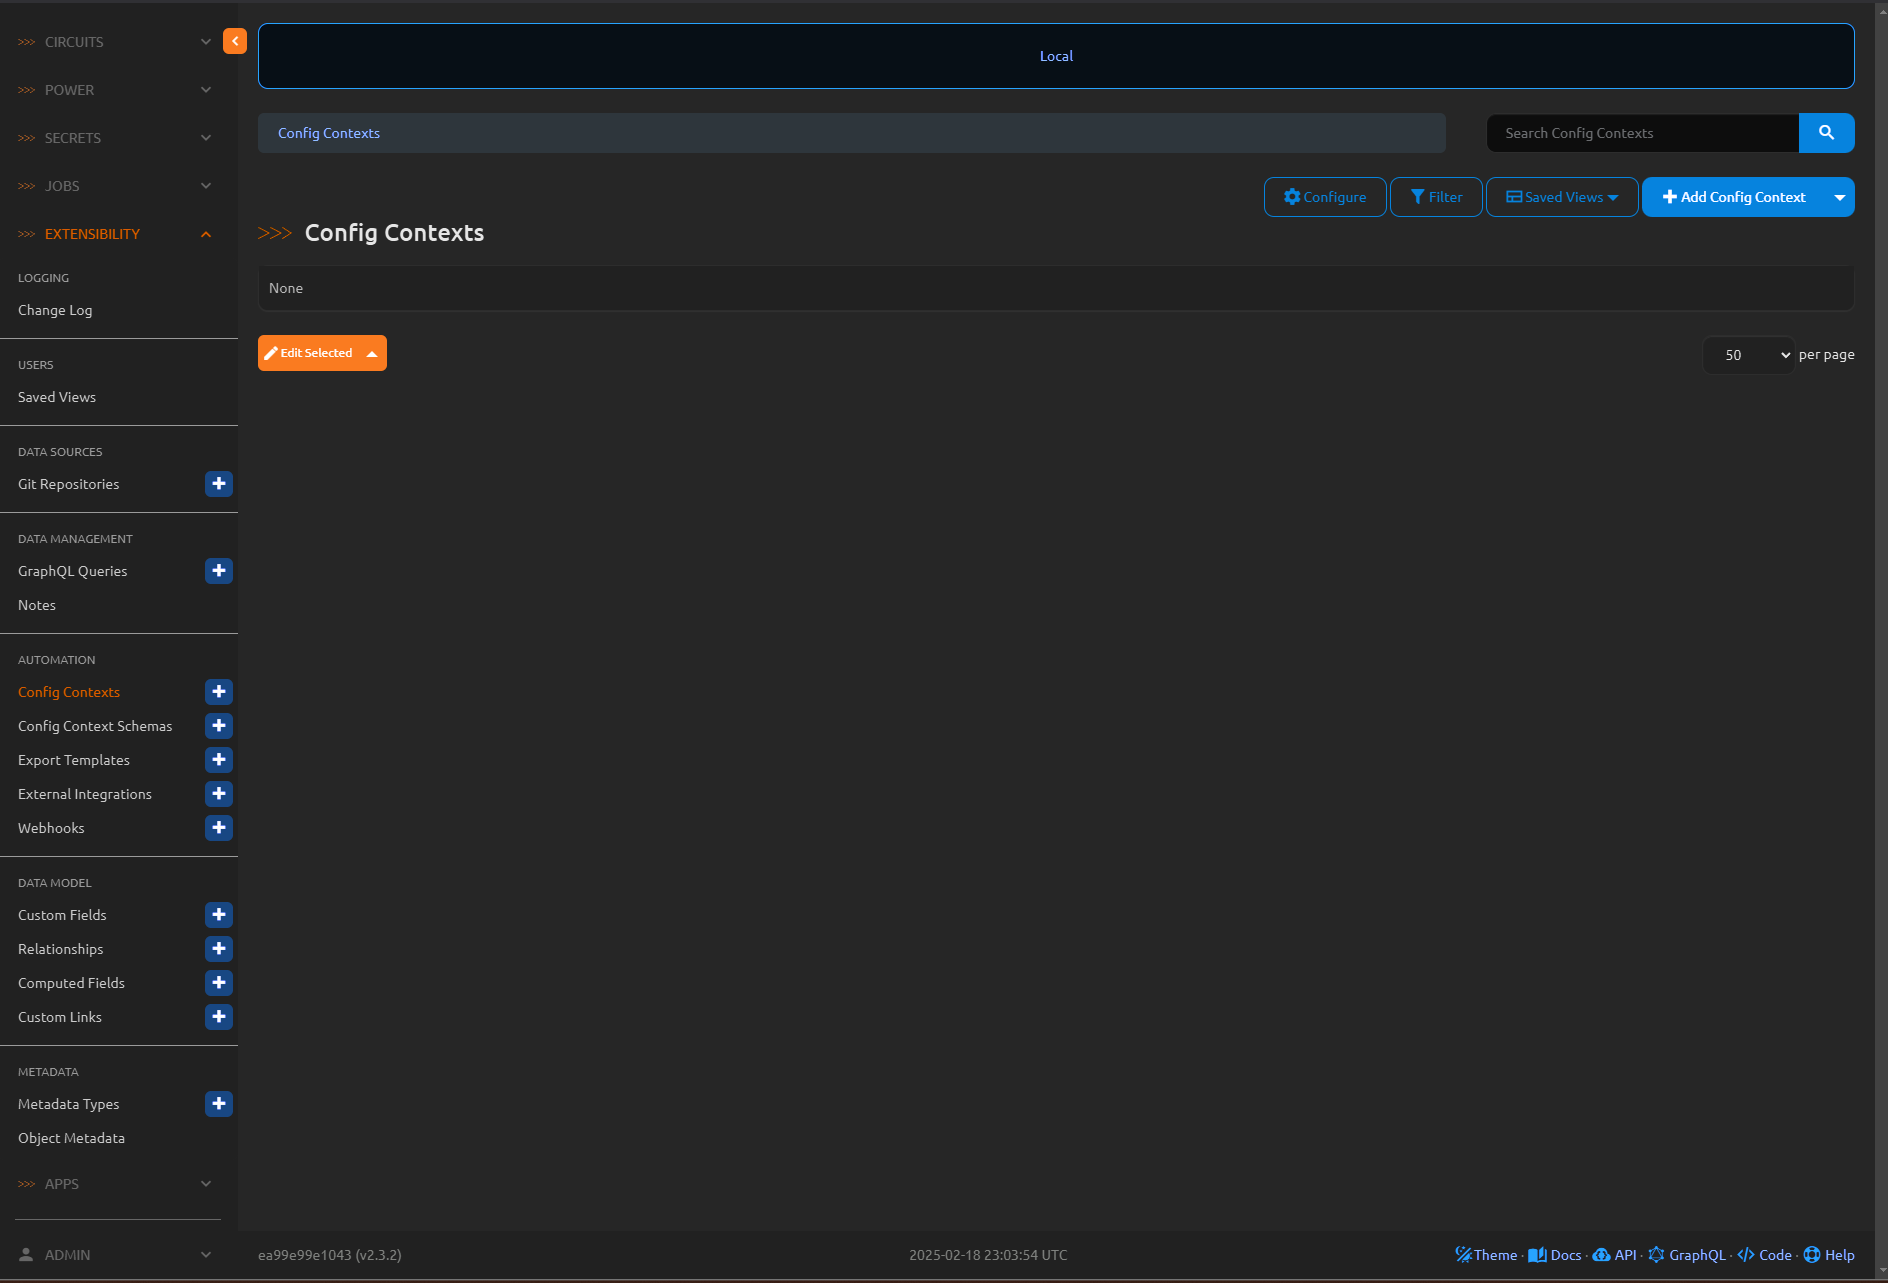 CIRCUITS
POWER
SECRETS
JOBS
EXTENSIBILITY
LOGGING
Change Log
USERS
Saved Views
DATA SOURCES
Git Repositories
DATA MANAGEMENT
GraphQL Queries
Notes
AUTOMATION
Config Contexts
Config Context Schemas
Export Templates
External Integrations
Webhooks
DATA MODEL
Custom Fields
Relationships
Computed Fields
Custom Links
METADATA
Metadata Types
Object Metadata
APPS
ADMIN
Local
Config Contexts
Search Config Contexts
Configure
Filter
Saved Views
Add Config Context
Config Contexts
None
Edit Selected
50 per page
ea99e99e1043 (v2.3.2)
2025-02-18 23:03:54 UTC
Theme · Docs · API · GraphQL · Code · Help